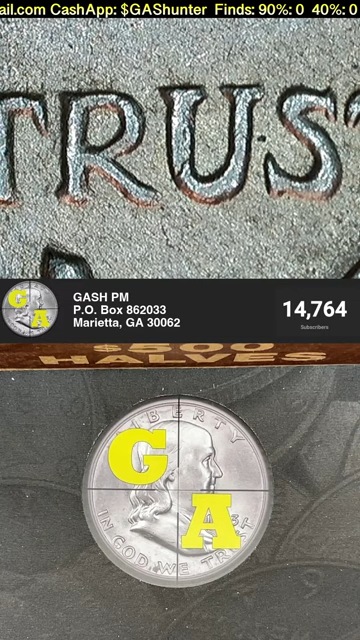 ail.com CashApp: $GAShunter Finds: 90%: 0 40%: 0
TRUST
GASH PM
P.O. Box 862033
Marietta, GA 30062
14,764
Subscribers
$500
HALVES
LIBERTY
G
A
IN GOD WE TRUST